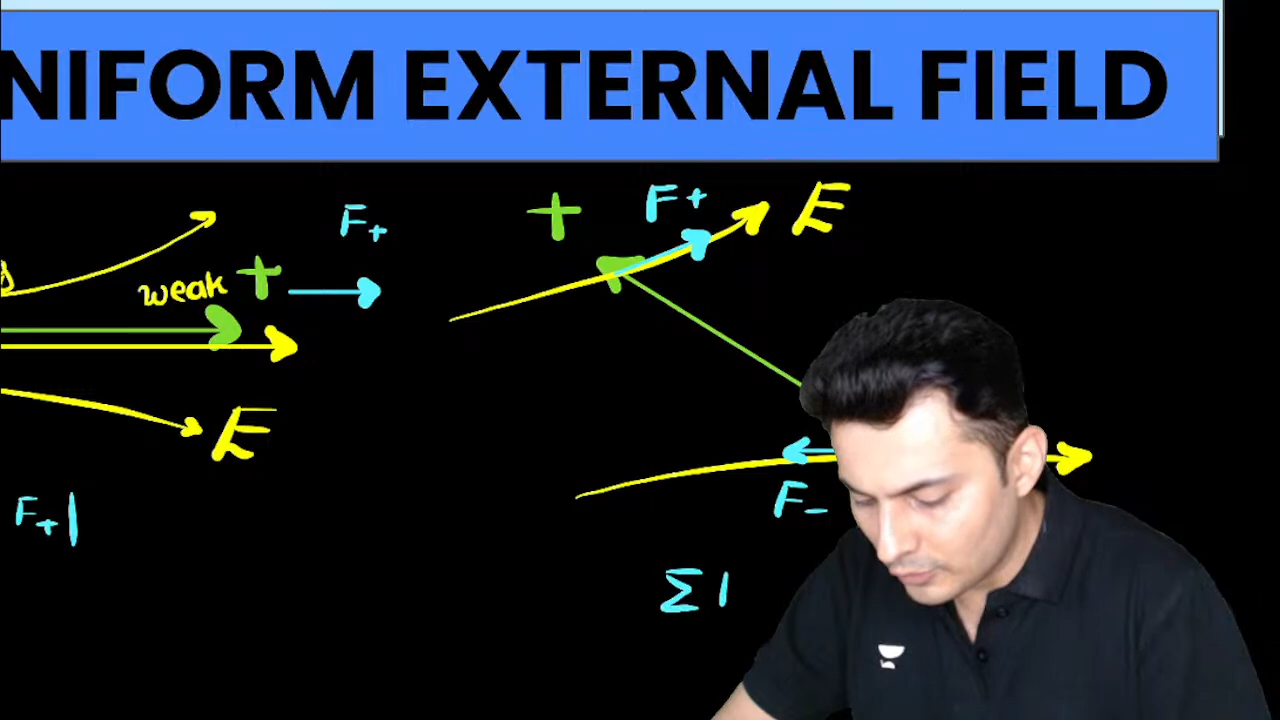 NIFORM EXTERNAL FIELD
F+
weak +
E
F+|
+ F+ E
F-
Σ